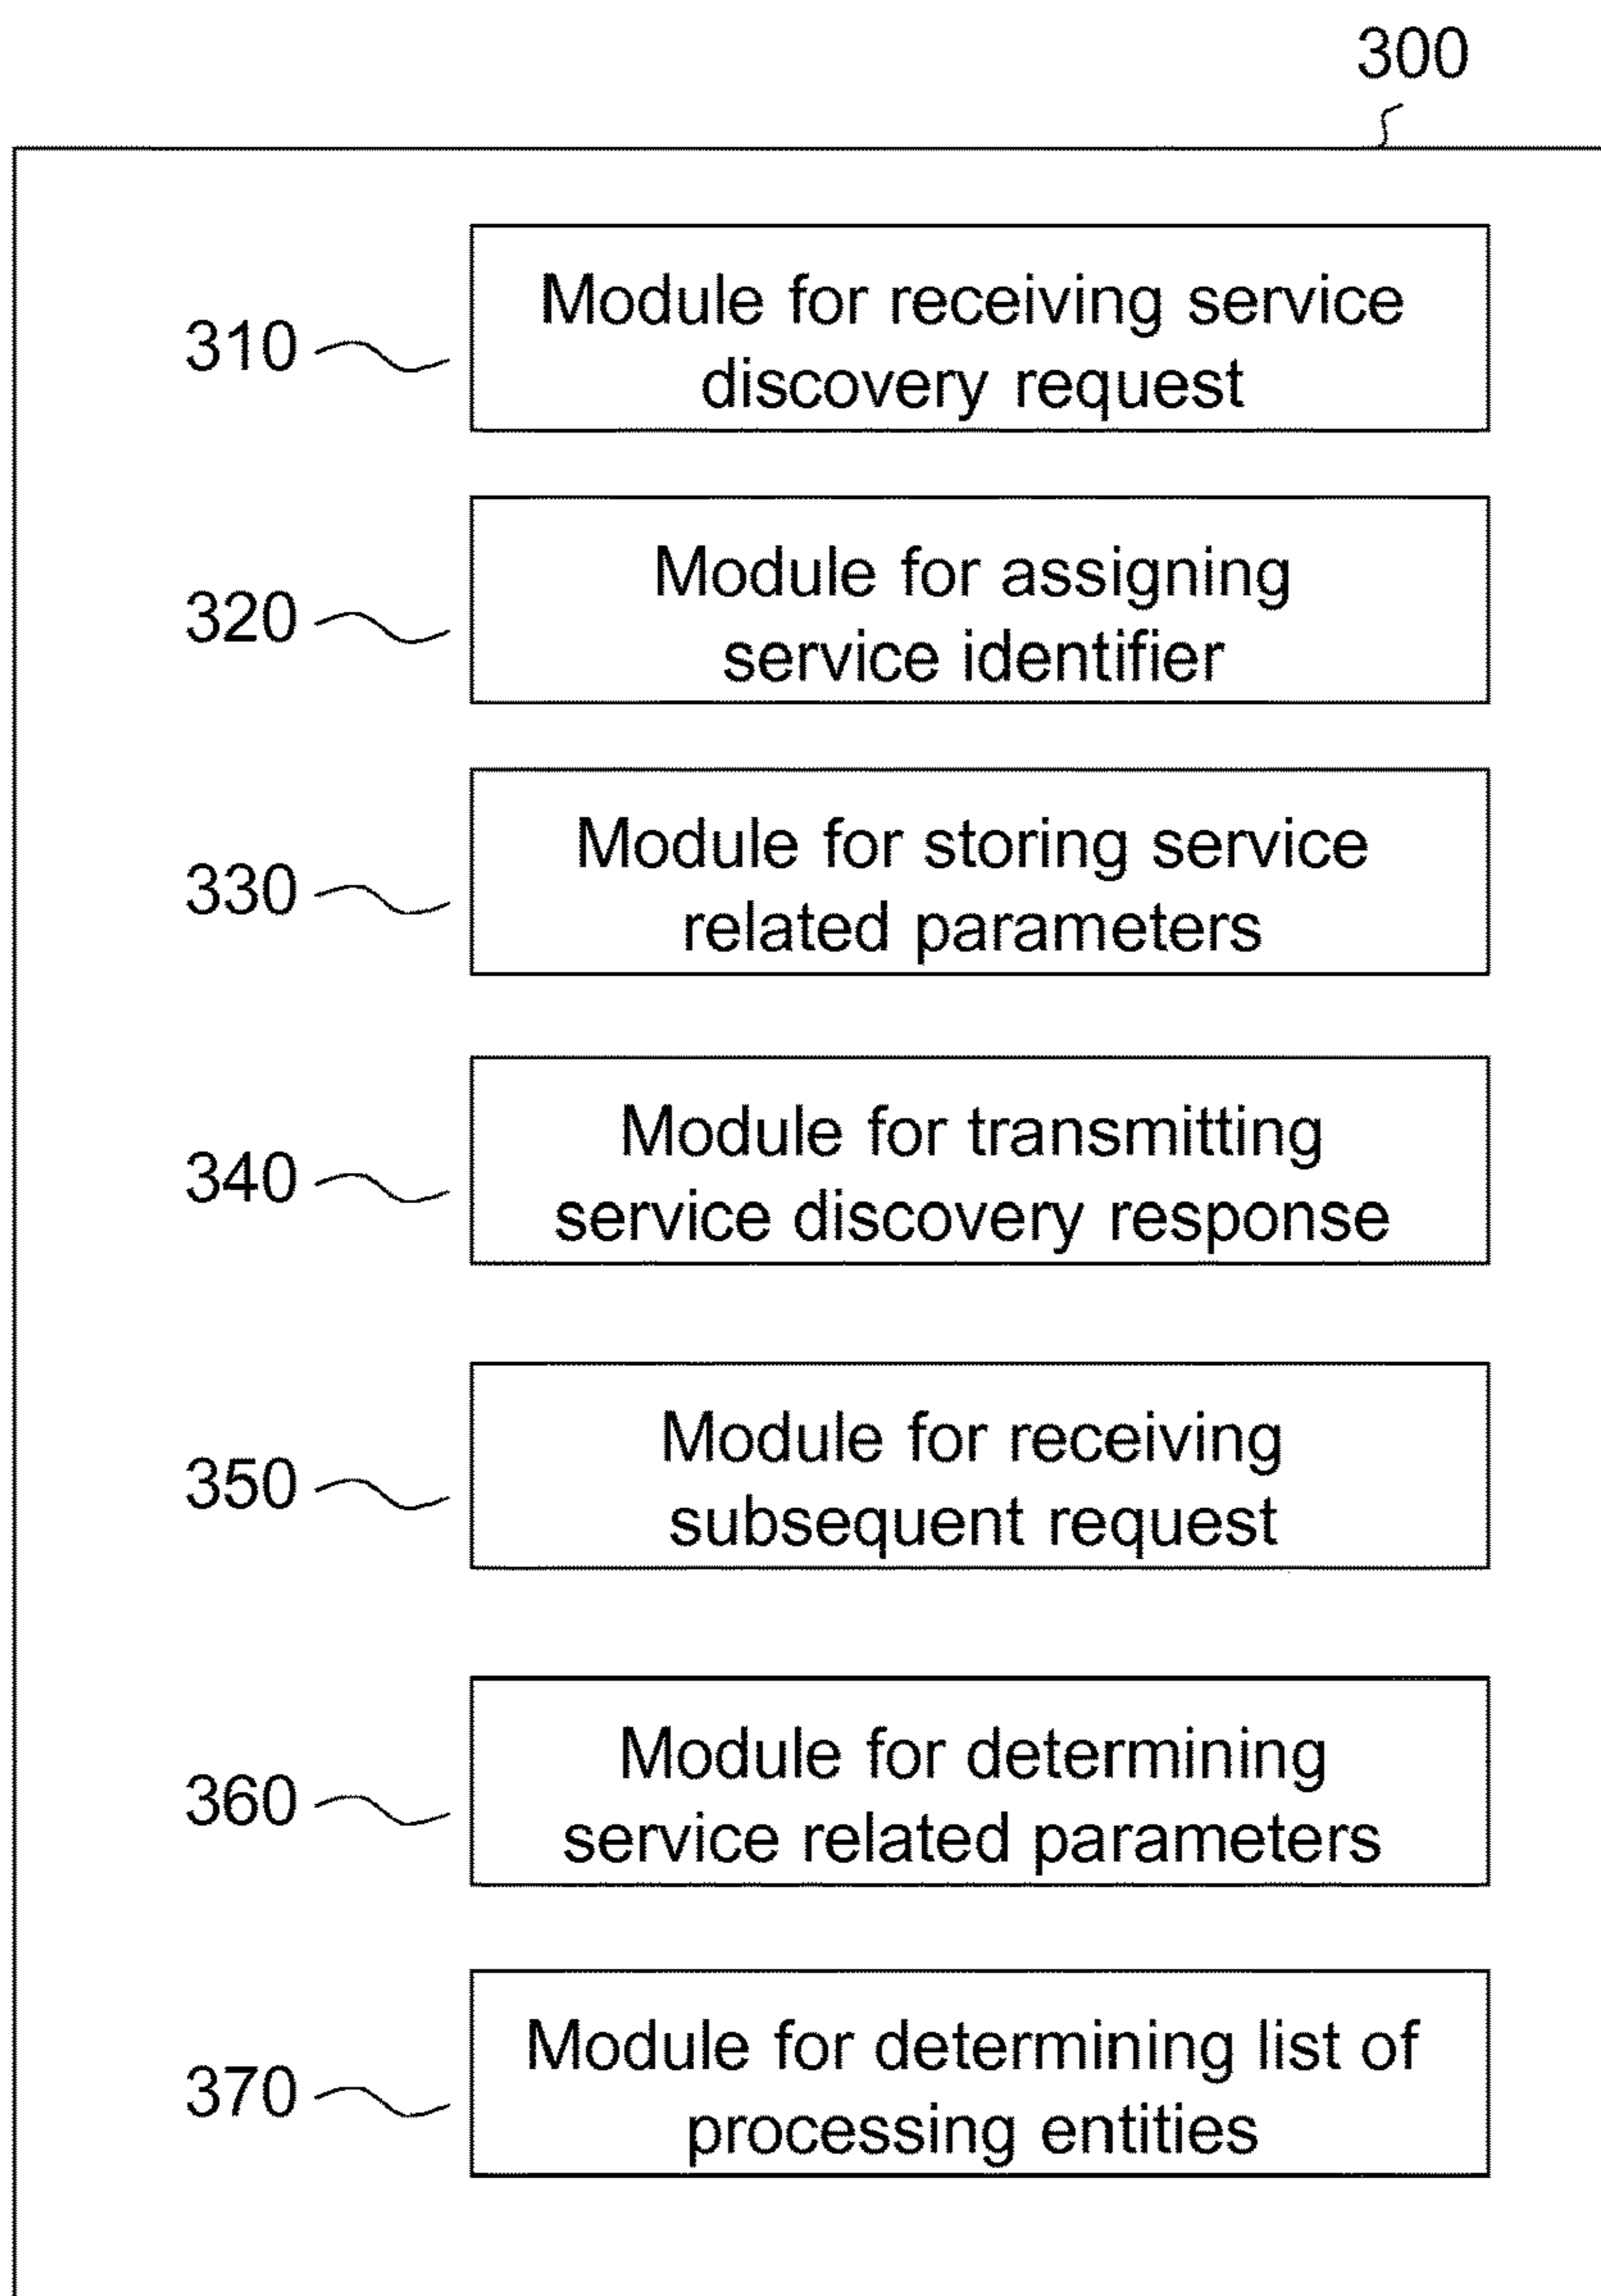 300
310
Module for receiving service
discovery request
320
Module for assigning
service identifier
330
Module for storing service
related parameters
340
Module for transmitting
service discovery response
350
Module for receiving
subsequent request
360
Module for determining
service related parameters
370
Module for determining list of
processing entities